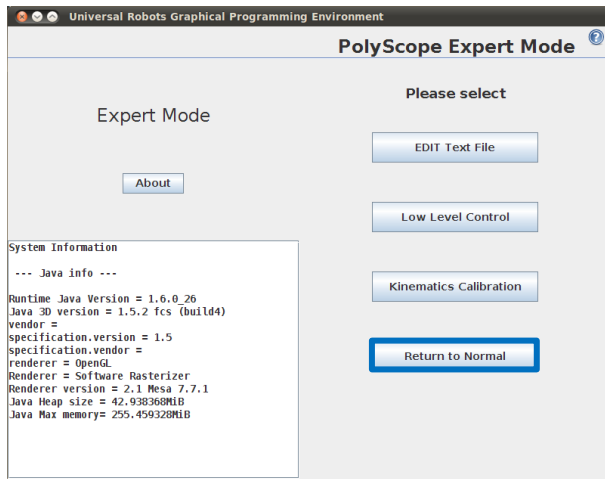 Universal Robots Graphical Programming Environment
PolyScope Expert Mode
Expert Mode
About
System Information
--- Java info ---
Runtime Java Version = 1.6.0_26
Java 3D version = 1.5.2 fcs (build4)
vendor =
specification.version = 1.5
specification.vendor =
renderer = OpenGL
Renderer = Software Rasterizer
Renderer version = 2.1 Mesa 7.7.1
Java Heap size = 42.938368MiB
Java Max memory= 255.459328MiB
Please select
EDIT Text File
Low Level Control
Kinematics Calibration
Return to Normal